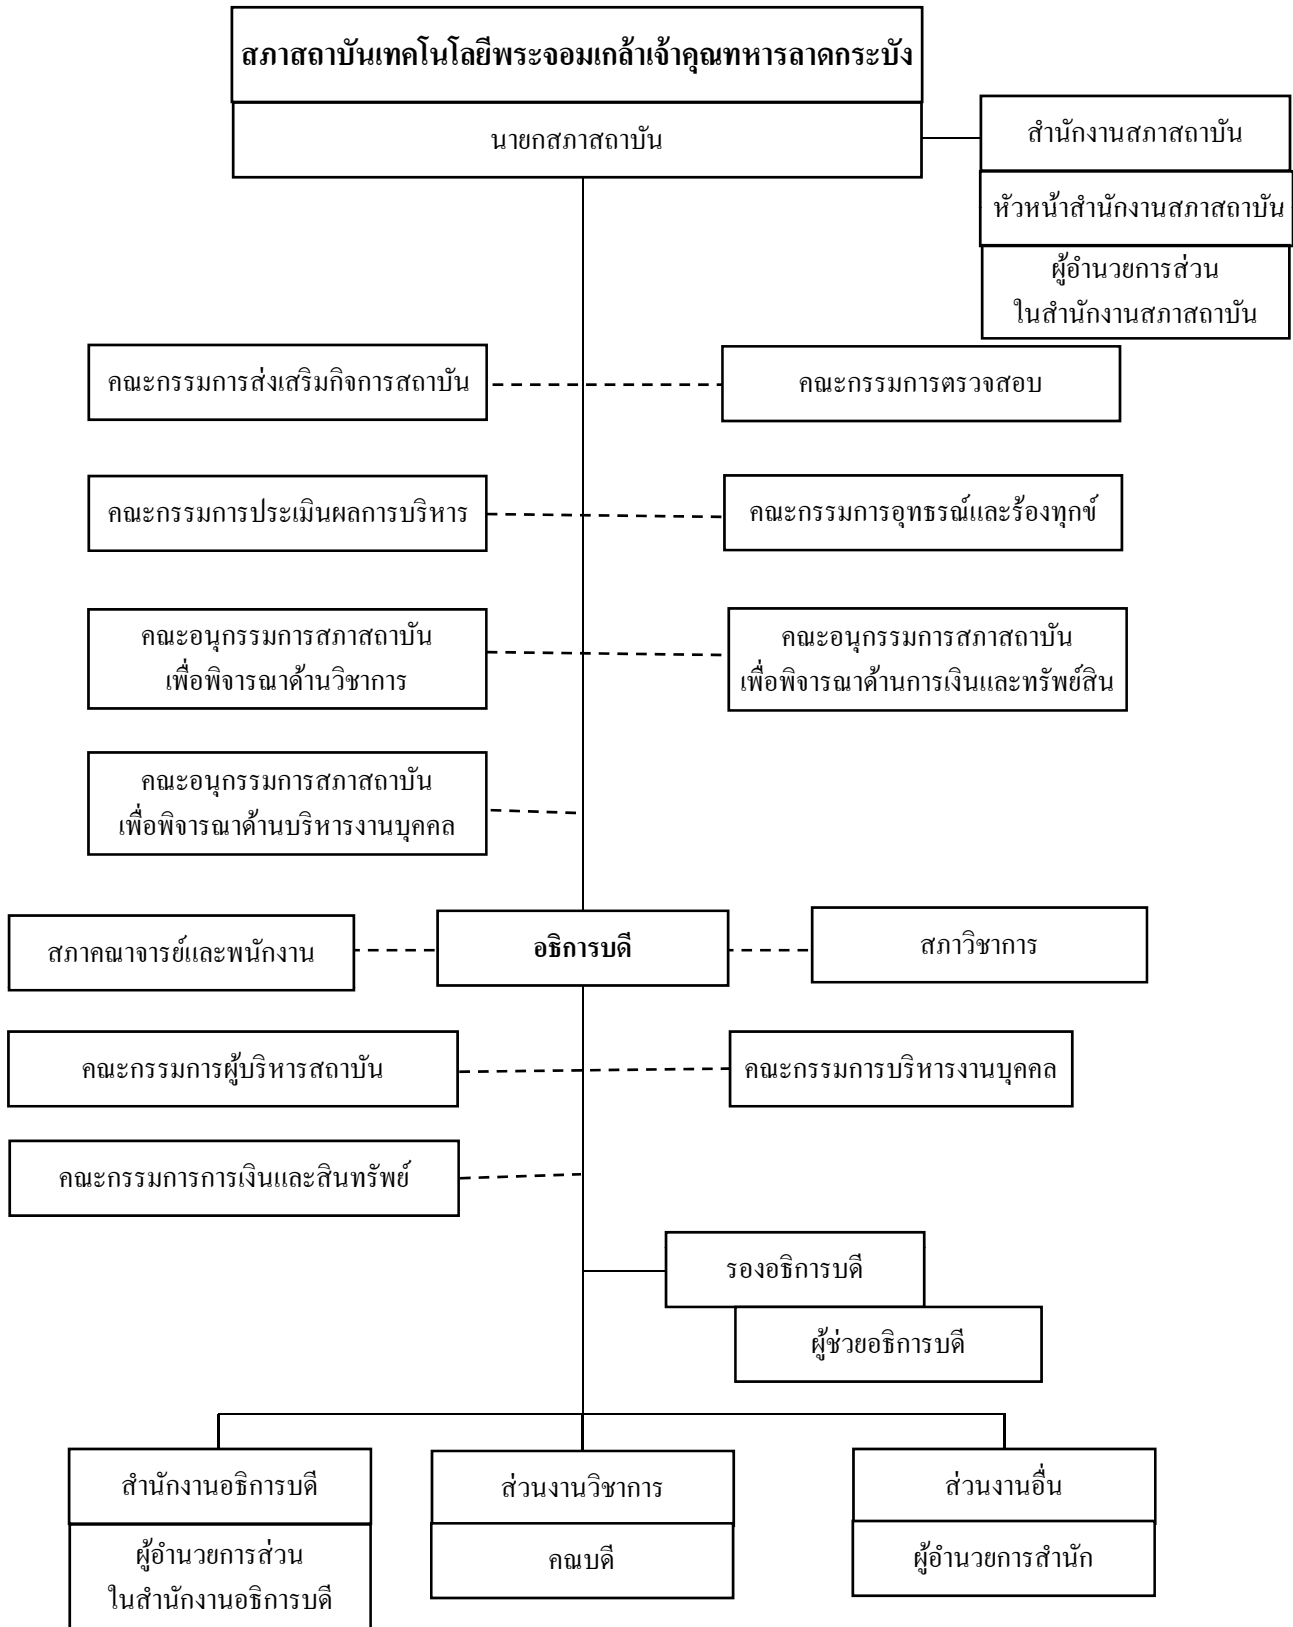 สภาสถาบันเทคโนโลยีพระจอมเกล้าเจ้าคุณทหารลาดกระบัง
นายกสภาสถาบัน
สำนักงานสภาสถาบัน
หัวหน้าสำนักงานสภาสถาบัน
ผู้อำนวยการส่วน
ในสำนักงานสภาสถาบัน
คณะกรรมการส่งเสริมกิจการสถาบัน
คณะกรรมการตรวจสอบ
คณะกรรมการประเมินผลการบริหาร
คณะกรรมการอุทธรณ์และร้องทุกข์
คณะอนุกรรมการสภาสถาบัน
เพื่อพิจารณาด้านวิชาการ
คณะอนุกรรมการสภาสถาบัน
เพื่อพิจารณาด้านการเงินและทรัพย์สิน
คณะอนุกรรมการสภาสถาบัน
เพื่อพิจารณาด้านบริหารงานบุคคล
สภาคณาจารย์และพนักงาน
อธิการบดี
สภาวิชาการ
คณะกรรมการผู้บริหารสถาบัน
คณะกรรมการบริหารงานบุคคล
คณะกรรมการการเงินและสินทรัพย์
รองอธิการบดี
ผู้ช่วยอธิการบดี
สำนักงานอธิการบดี
ผู้อำนวยการส่วน
ในสำนักงานอธิการบดี
ส่วนงานวิชาการ
คณบดี
ส่วนงานอื่น
ผู้อำนวยการสำนัก